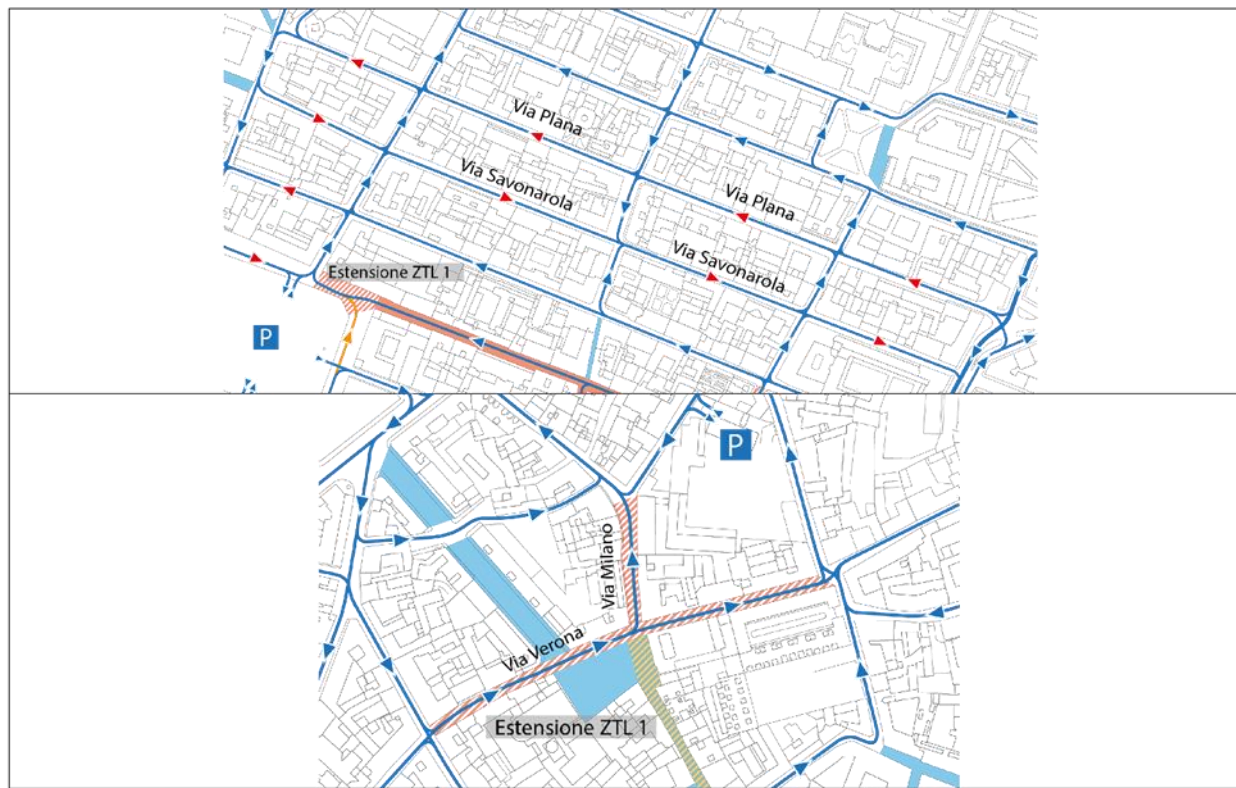 Via Plana
Via Savonarola
Via Plana
Via Savonarola
Estensione ZTL 1
P
P
Via Milano
Via Verona
Estensione ZTL 1